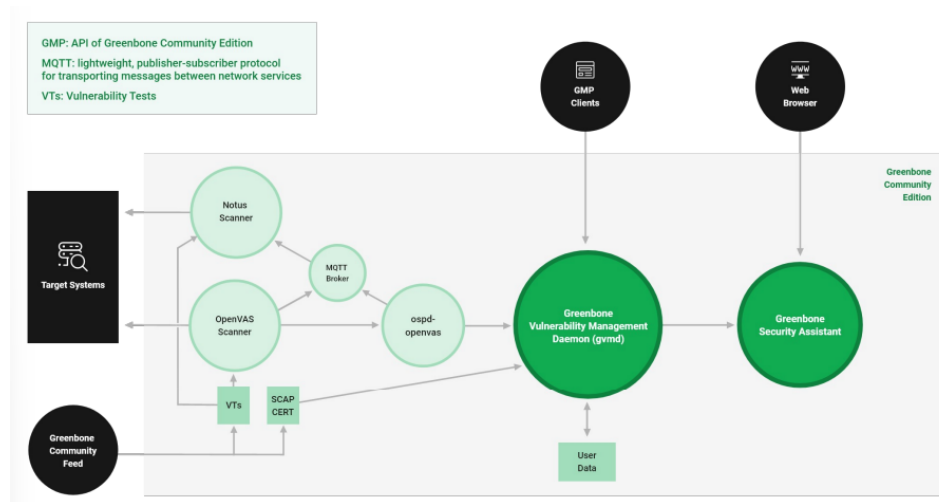 GMP: API of Greenbone Community Edition
MQTT: lightweight, publisher-subscriber protocol
for transporting messages between network services
VTs: Vulnerability Tests
GMP
Clients
WWW
Web
Browser
Greenbone
Community
Edition
Notus
Scanner
Target Systems
MQTT
Broker
OpenVAS
Scanner
ospd-
openvas
Greenbone
Vulnerability Management
Daemon (gvmd)
Greenbone
Security Assistant
VTs
SCAP
CERT
Greenbone
Community
Feed
User
Data